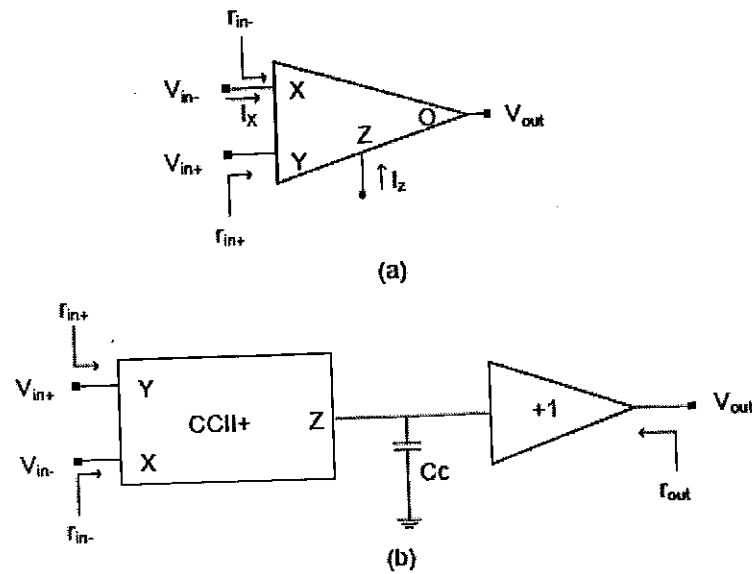 r_in-
V_in-
X
I_X
O
V_out
Z
V_in+
Y
I_z
r_in+
(a)
r_in+
V_in+
Y
CCII+
Z
+1
V_out
V_in-
X
Cc
r_out
r_in-
(b)